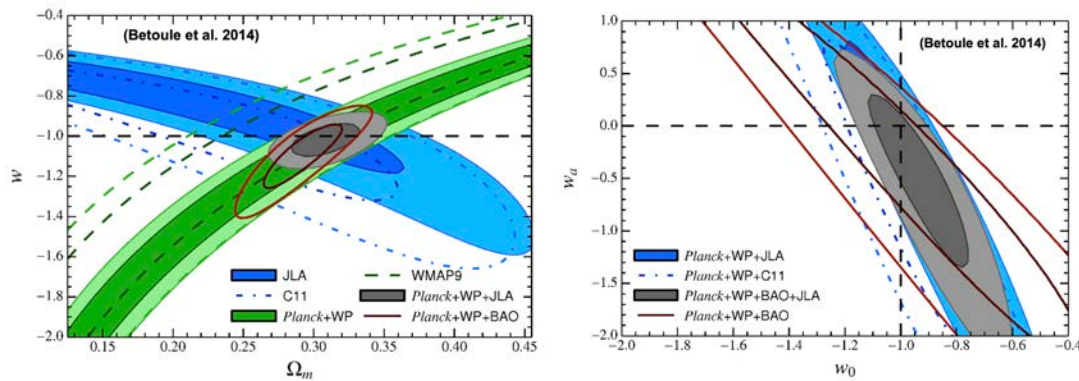 (Betoule et al. 2014)
−0.4
−0.6
−0.8
−1.0
−1.2
−1.4
−1.6
−1.8
−2.0
w
JLA
C11
Planck+WP
WMAP9
Planck+WP+JLA
Planck+WP+BAO
0.15 0.20 0.25 0.30 0.35 0.40 0.45
Ωm
(Betoule et al. 2014)
1.0
0.5
0.0
−0.5
−1.0
−1.5
−2.0
wa
Planck+WP+JLA
Planck+WP+C11
Planck+WP+BAO+JLA
Planck+WP+BAO
−2.0 −1.8 −1.6 −1.4 −1.2 −1.0 −0.8 −0.6 −0.4
w0